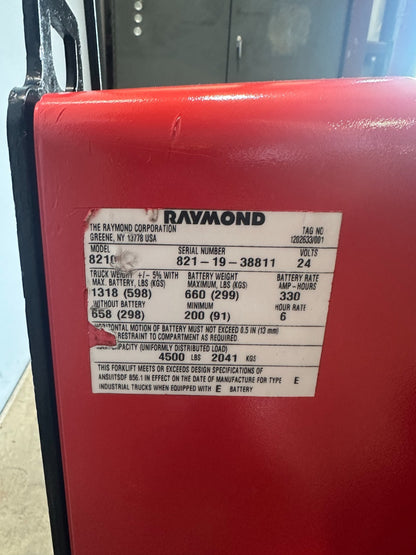 RAYMOND
THE RAYMOND CORPORATION TAG NO
GREENE, NY 13778 USA 1202633/001
MODEL SERIAL NUMBER VOLTS
8210 821-19-38811 24
TRUCK WEIGHT +/- 5% WITH BATTERY WEIGHT BATTERY RATE
MAX. BATTERY, LBS (KGS) MAXIMUM, LBS (KGS) AMP-HOURS
1318 (598) 660 (299) 330
WITHOUT BATTERY MINIMUM HOUR RATE
658 (298) 200 (91) 6
HORIZONTAL MOTION OF BATTERY MUST NOT EXCEED 0.5 IN (13 mm)
RESTRAINT TO COMPARTMENT AS REQUIRED.
CAPACITY (UNIFORMLY DISTRIBUTED LOAD)
4500 LBS 2041 KGS
THIS FORKLIFT MEETS OR EXCEEDS DESIGN SPECIFICATIONS OF
ANSI/ITSDF B56.1 IN EFFECT ON THE DATE OF MANUFACTURE FOR TYPE E
INDUSTRIAL TRUCKS WHEN EQUIPPED WITH E BATTERY